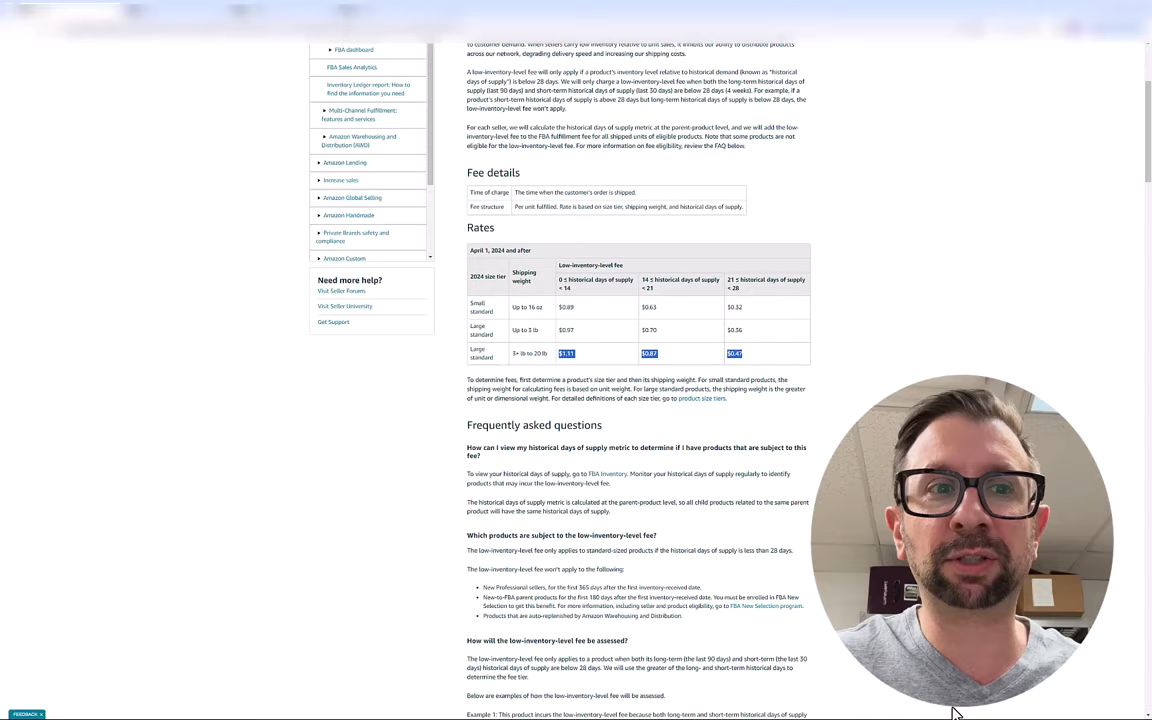 FBA dashboard
FBA Sales Analytics
Inventory Ledger report: How to
find the information you need
Multi-Channel Fulfillment:
features and services
Amazon Warehousing and
Distribution (AWD)
Amazon Lending
Increase sales
Amazon Global Selling
Amazon Handmade
Private Brands safety and
compliance
Amazon Custom
Need more help?
Visit Seller Forums
Visit Seller University
Get Support
to customer demand. When sellers carry low inventory relative to unit sales, it inhibits our ability to distribute products
across our network, degrading delivery speed and increasing our shipping costs.
A low-inventory-level fee will only apply if a product's inventory level relative to historical demand (known as "historical
days of supply") is below 28 days. We will only charge a low-inventory-level fee when both the long-term historical days of
supply (last 90 days) and short-term historical days of supply (last 30 days) are below 28 days (4 weeks). For example, if a
product's short-term historical days of supply is above 28 days but long-term historical days of supply is below 28 days, the
low-inventory-level fee won't apply.
For each seller, we will calculate the historical days of supply metric at the parent-product level, and we will add the low-
inventory-level fee to the FBA fulfillment fee for all shipped units of eligible products. Note that some products are not
eligible for the low-inventory-level fee. For more information on fee eligibility, review the FAQ below.
Fee details
Time of charge The time when the customer's order is shipped.
Fee structure Per unit fulfilled. Rate is based on size tier, shipping weight, and historical days of supply.
Rates
April 1, 2024 and after
2024 size tier Shipping weight Low-inventory-level fee
0 ≤ historical days of supply < 14 14 ≤ historical days of supply < 21 21 ≤ historical days of supply < 28
Small standard Up to 16 oz $0.89 $0.63 $0.32
Large standard Up to 3 lb $0.97 $0.70 $0.36
Large standard 3+ lb to 20 lb $1.11 $0.87 $0.47
To determine fees, first determine a product's size tier and then its shipping weight. For small standard products, the
shipping weight for calculating fees is based on unit weight. For large standard products, the shipping weight is the greater
of unit or dimensional weight. For detailed definitions of each size tier, go to product size tiers.
Frequently asked questions
How can I view my historical days of supply metric to determine if I have products that are subject to this
fee?
To view your historical days of supply, go to FBA Inventory. Monitor your historical days of supply regularly to identify
products that may incur the low-inventory-level fee.
The historical days of supply metric is calculated at the parent-product level, so all child products related to the same parent
product will have the same historical days of supply.
Which products are subject to the low-inventory-level fee?
The low-inventory-level fee only applies to standard-sized products if the historical days of supply is less than 28 days.
The low-inventory-level fee won't apply to the following:
• New Professional sellers, for the first 365 days after the first inventory-received date.
• New-to-FBA parent products for the first 180 days after the first inventory-received date. You must be enrolled in FBA New
Selection to get this benefit. For more information, including seller and product eligibility, go to FBA New Selection program.
• Products that are auto-replenished by Amazon Warehousing and Distribution.
How will the low-inventory-level fee be assessed?
The low-inventory-level fee only applies to a product when both its long-term (the last 90 days) and short-term (the last 30
days) historical days of supply are below 28 days. We will use the greater of the long- and short-term historical days to
determine the fee tier.
Below are examples of how the low-inventory-level fee will be assessed.
Example 1: This product incurs the low-inventory-level fee because both long-term and short-term historical days of supply
FEEDBACK